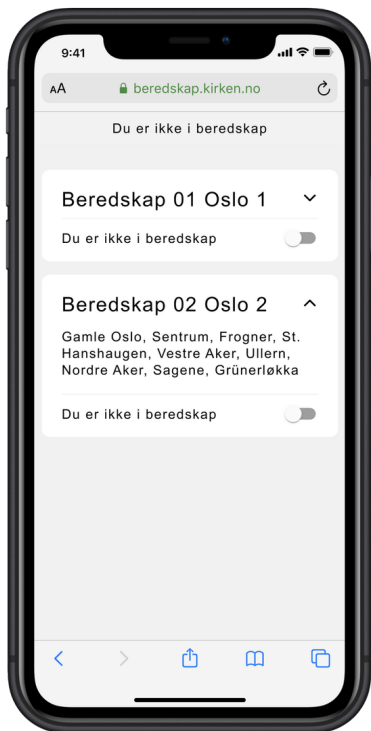 9:41
AA
beredskap.kirken.no
Du er ikke i beredskap
Beredskap 01 Oslo 1
Du er ikke i beredskap
Beredskap 02 Oslo 2
Gamle Oslo, Sentrum, Frogner, St.
Hanshaugen, Vestre Aker, Ullern,
Nordre Aker, Sagene, Grünerløkka
Du er ikke i beredskap